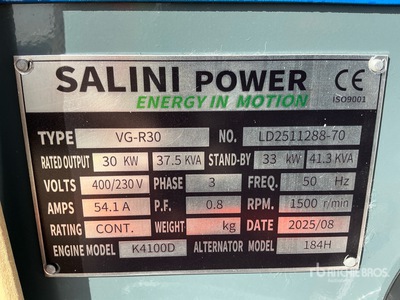 SALINI POWER CE
ENERGY IN MOTION ISO9001
TYPE VG-R30 NO. LD2511288-70
RATED OUTPUT 30 KW 37.5 KVA STAND-BY 33 kW 41.3 KVA
VOLTS 400/230 V PHASE 3 FREQ. 50 Hz
AMPS 54.1 A P.F. 0.8 RPM. 1500 r/min
RATING CONT. WEIGHT kg DATE 2025/08
ENGINE MODEL K4100D ALTERNATOR MODEL 184H
RITCHIE BROS.